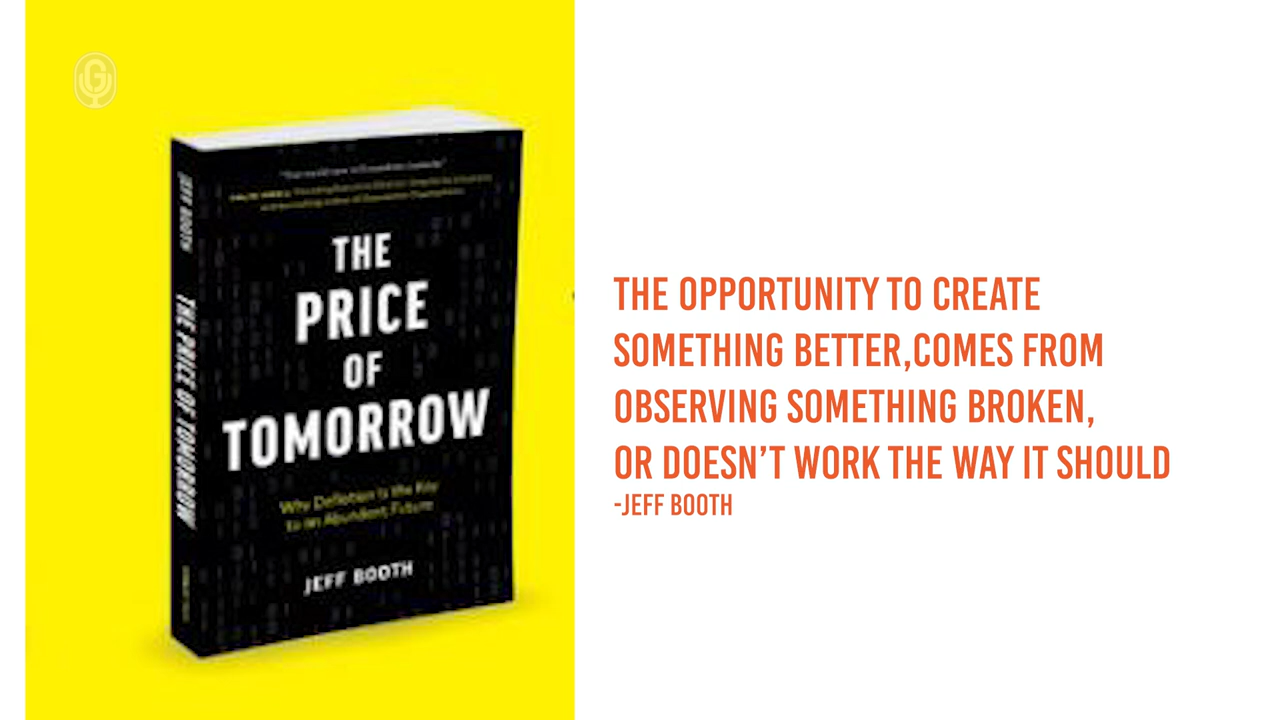 G
JEFF BOOTH
THE PRICE OF TOMORROW
THE
PRICE
OF
TOMORROW
Why Deflation Is the Key
to an Abundant Future
JEFF BOOTH
THE OPPORTUNITY TO CREATE
SOMETHING BETTER,COMES FROM
OBSERVING SOMETHING BROKEN,
OR DOESN’T WORK THE WAY IT SHOULD
-JEFF BOOTH